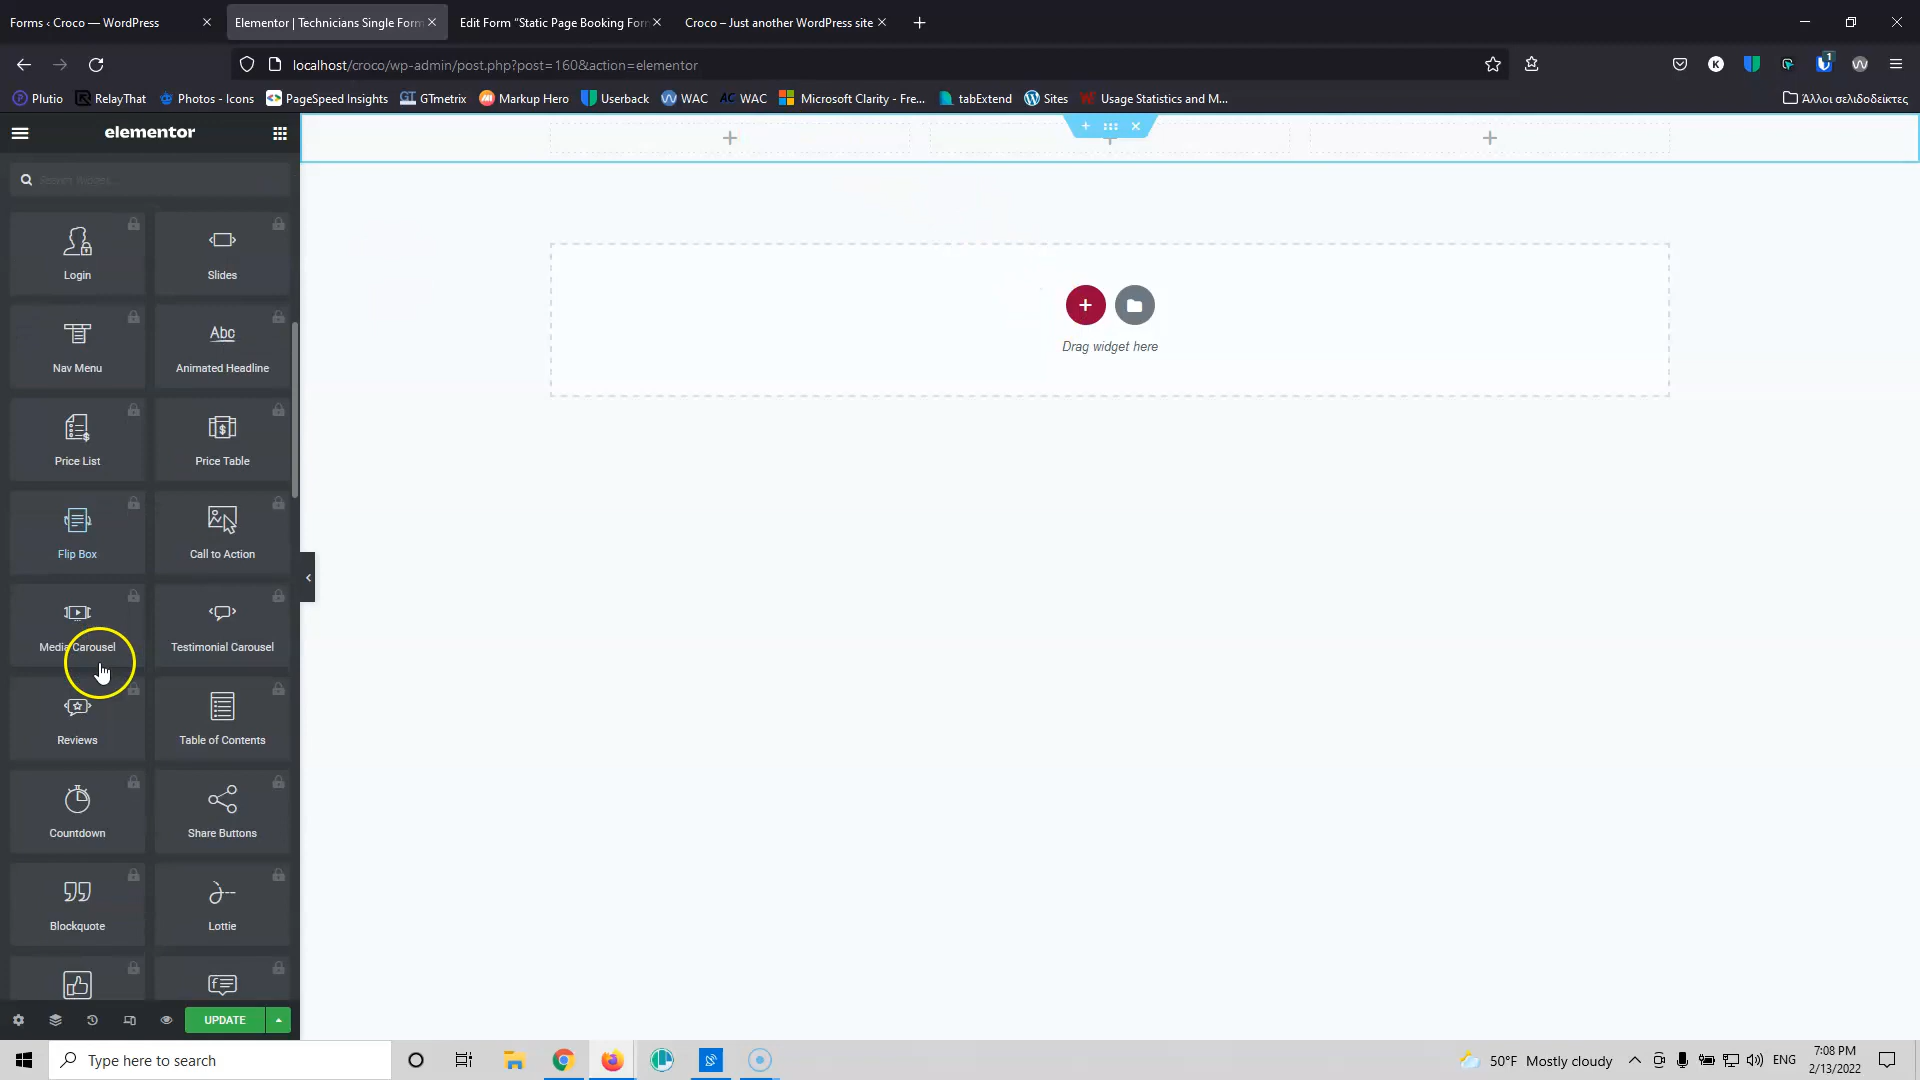 Forms ‹ Croco — WordPress
Elementor | Technicians Single Form
Edit Form “Static Page Booking For
Croco – Just another WordPress site
localhost/croco/wp-admin/post.php?post=160&action=elementor
Plutio
RelayThat
Photos - Icons
PageSpeed Insights
GTmetrix
Markup Hero
Userback
WAC
WAC
Microsoft Clarity - Fre...
tabExtend
Sites
Usage Statistics and M...
Άλλοι σελιδοδείκτες
elementor
Search Widget...
Login
Slides
Nav Menu
Abc
Animated Headline
Price List
Price Table
Flip Box
Call to Action
Media Carousel
Testimonial Carousel
Reviews
Table of Contents
Countdown
Share Buttons
Blockquote
Lottie
Drag widget here
UPDATE
Type here to search
50°F Mostly cloudy
ENG
7:08 PM
2/13/2022